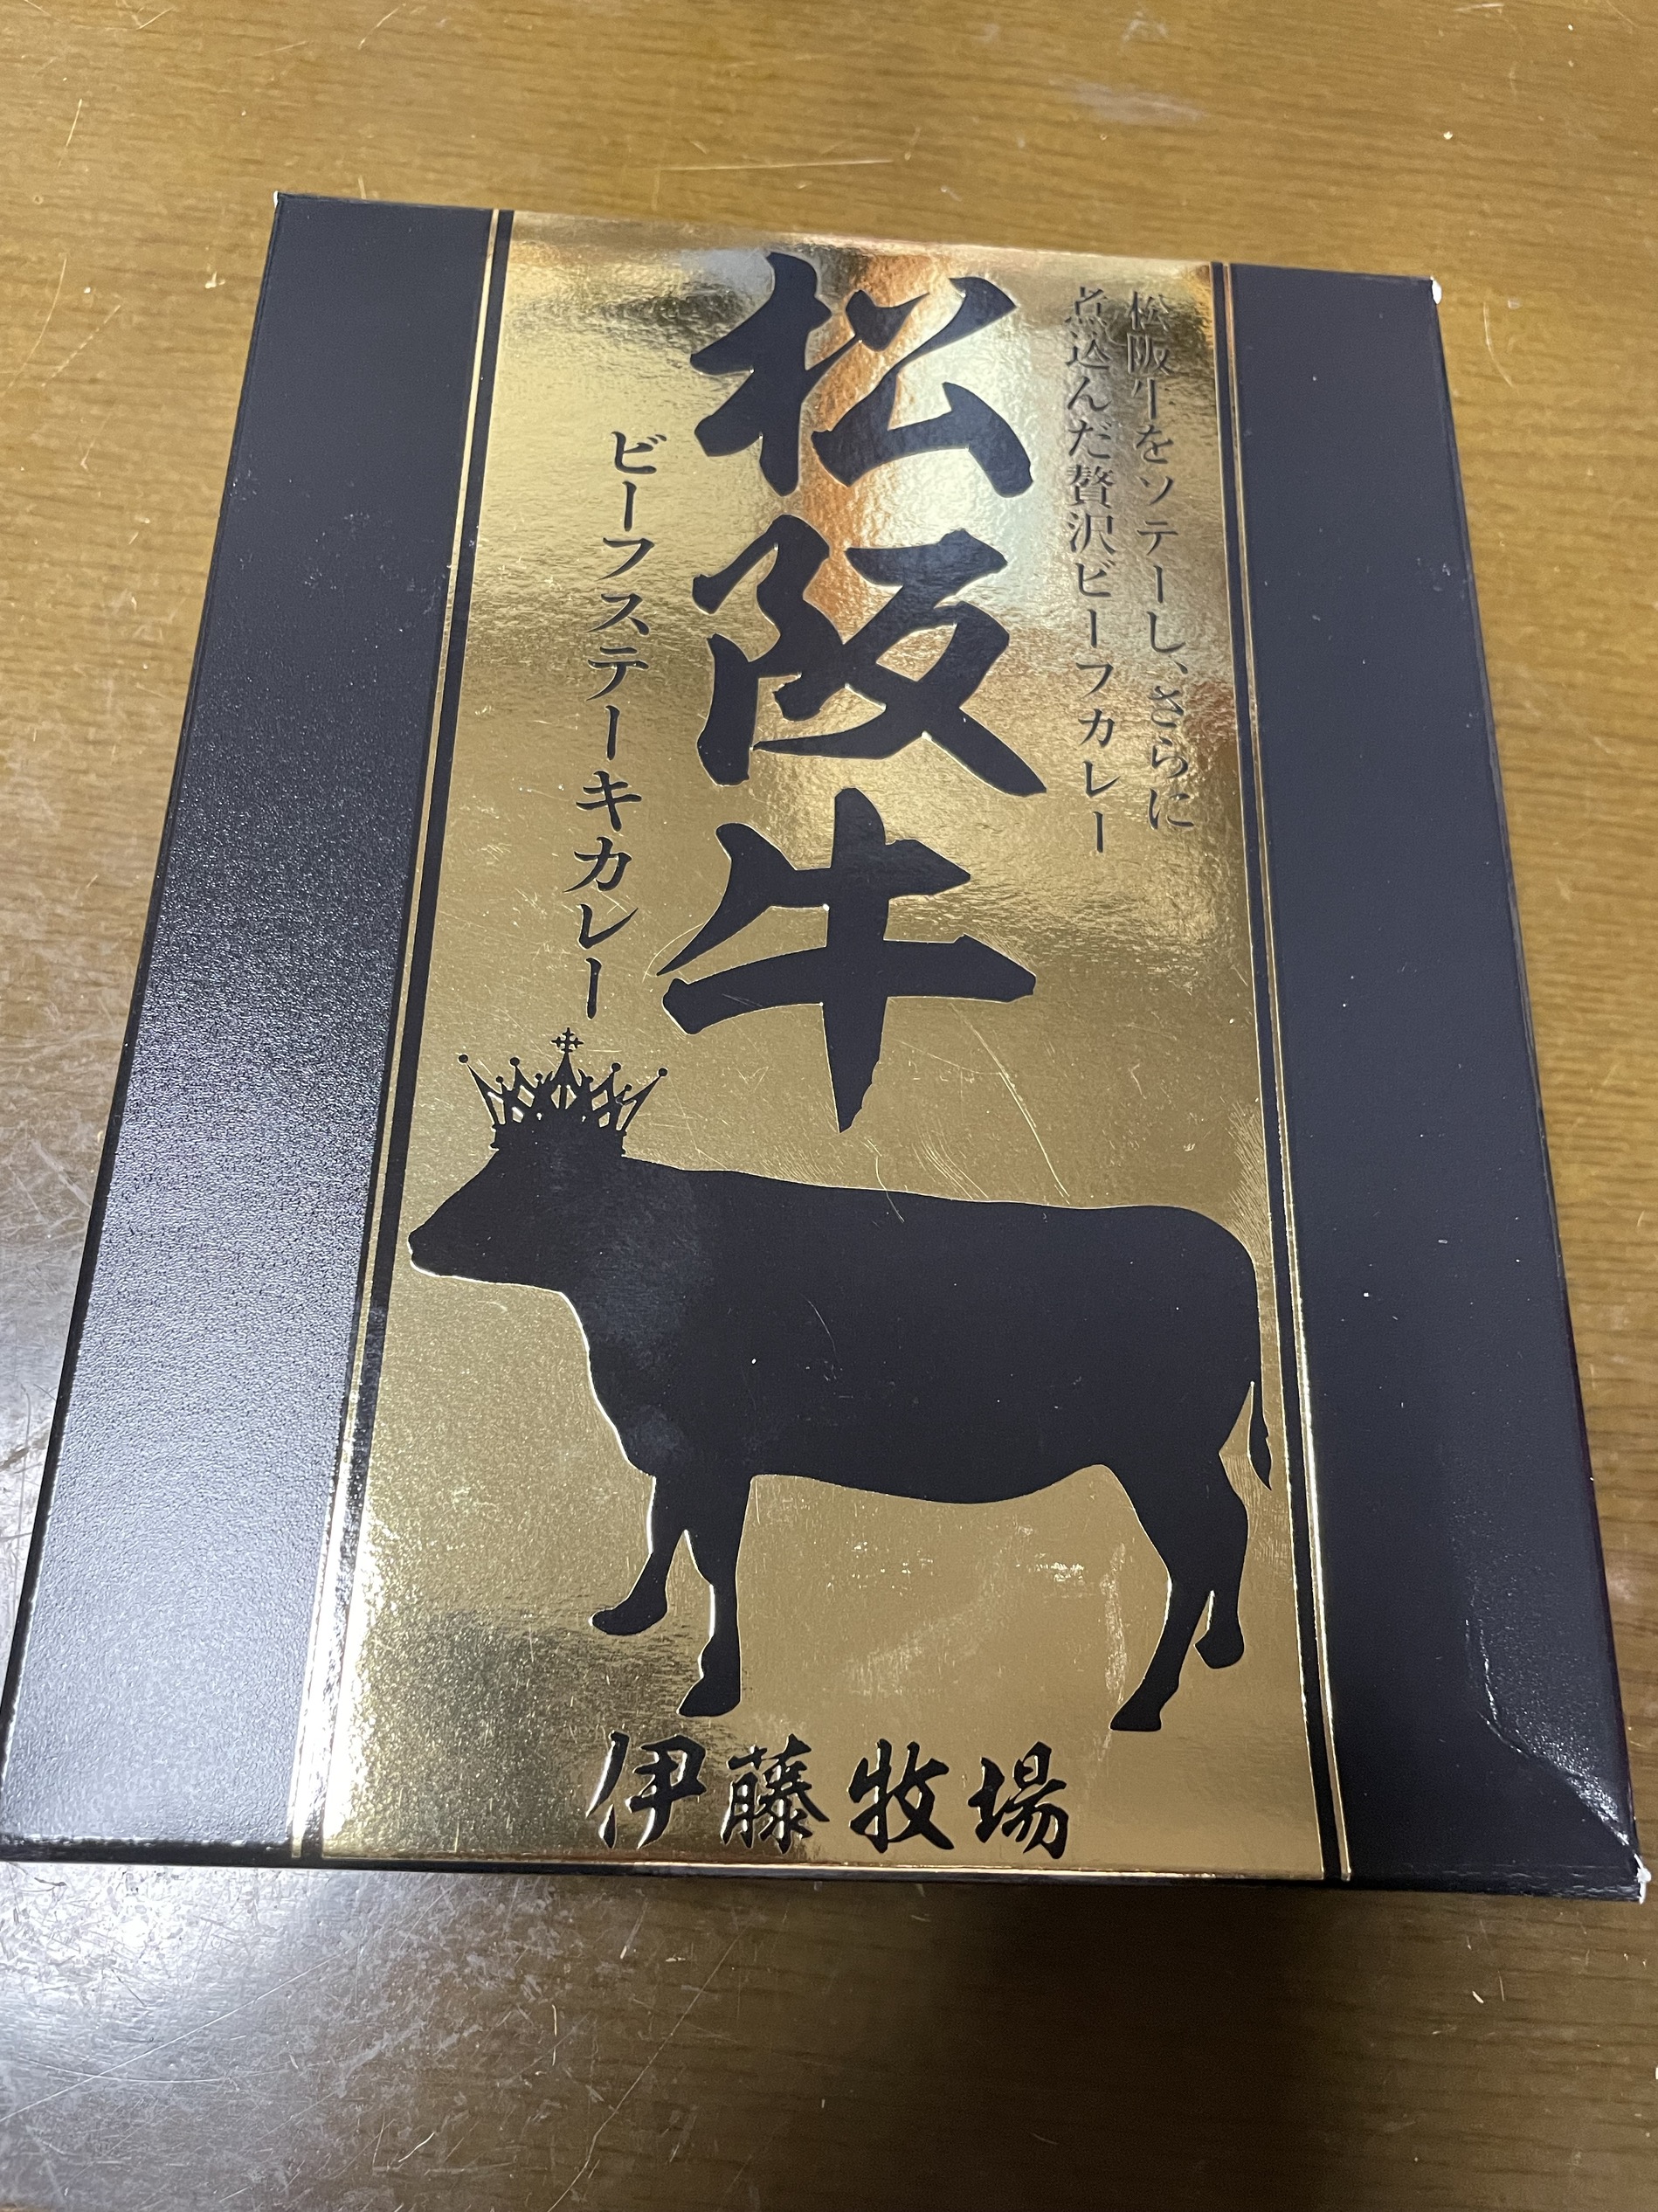 松阪牛をソテーし、さらに
煮込んだ贅沢ビーフカレー
松阪牛
ビーフステーキカレー
伊藤牧場